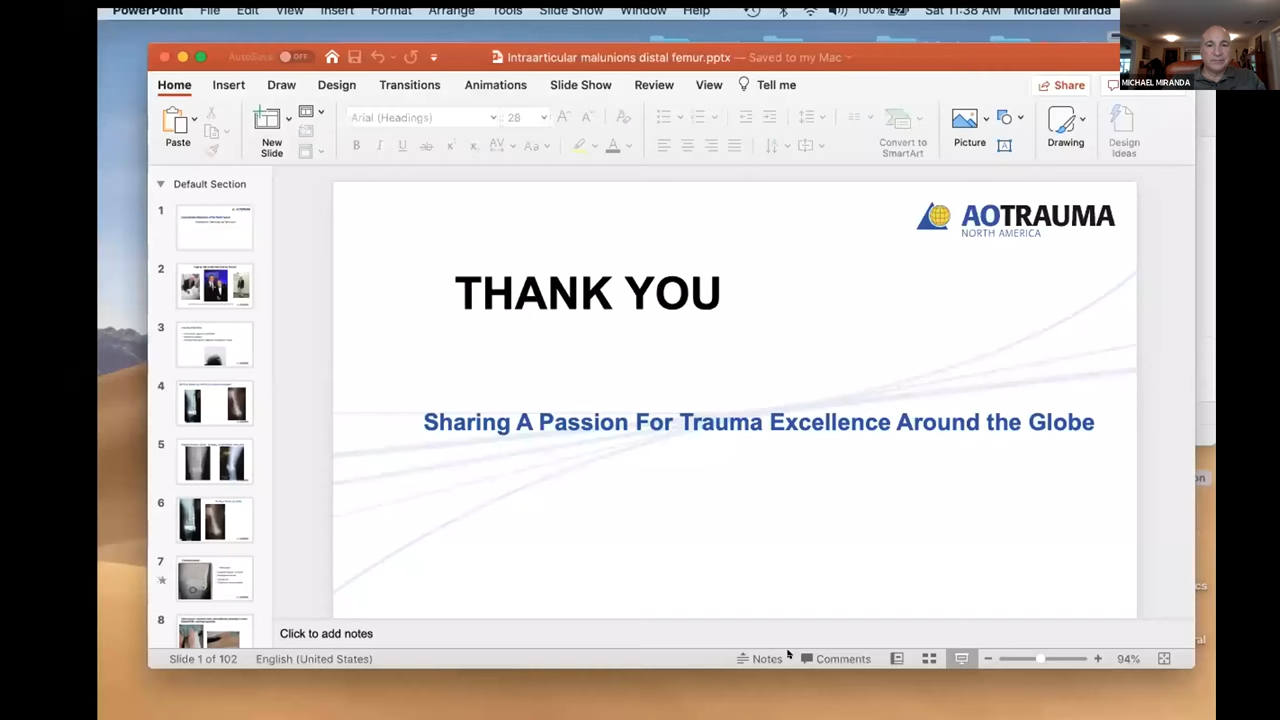 PowerPoint File Edit View Insert Format Arrange Tools Slide Show Window Help 100% Sat 11:38 AM Michael Miranda
MICHAEL MIRANDA
AutoSave OFF Intraarticular malunions distal femur.pptx — Saved to my Mac
Home Insert Draw Design Transitions Animations Slide Show Review View Tell me Share
Arial (Headings) 28
Paste
New
Slide
Convert to
SmartArt
Picture
Drawing
Design
Ideas
Default Section
1
2
3
4
5
6
7
8
AOTRAUMA
NORTH AMERICA
THANK YOU
Sharing A Passion For Trauma Excellence Around the Globe
Click to add notes
Slide 1 of 102 English (United States) Notes Comments 94%